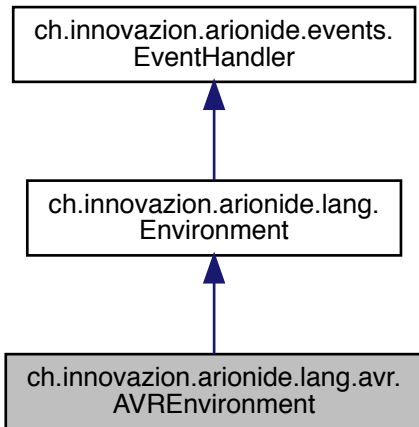 ch.innovazion.arionide.events.
EventHandler
ch.innovazion.arionide.lang.
Environment
ch.innovazion.arionide.lang.avr.
AVREnvironment